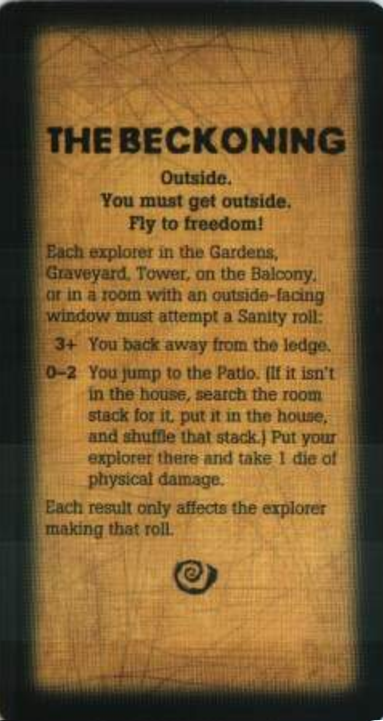 THE BECKONING
Outside.
You must get outside.
Fly to freedom!
Each explorer in the Gardens,
Graveyard, Tower, on the Balcony,
or in a room with an outside-facing
window must attempt a Sanity roll:
3+ You back away from the ledge.
0–2 You jump to the Patio. (If it isn't
in the house, search the room
stack for it, put it in the house,
and shuffle that stack.) Put your
explorer there and take 1 die of
physical damage.
Each result only affects the explorer
making that roll.